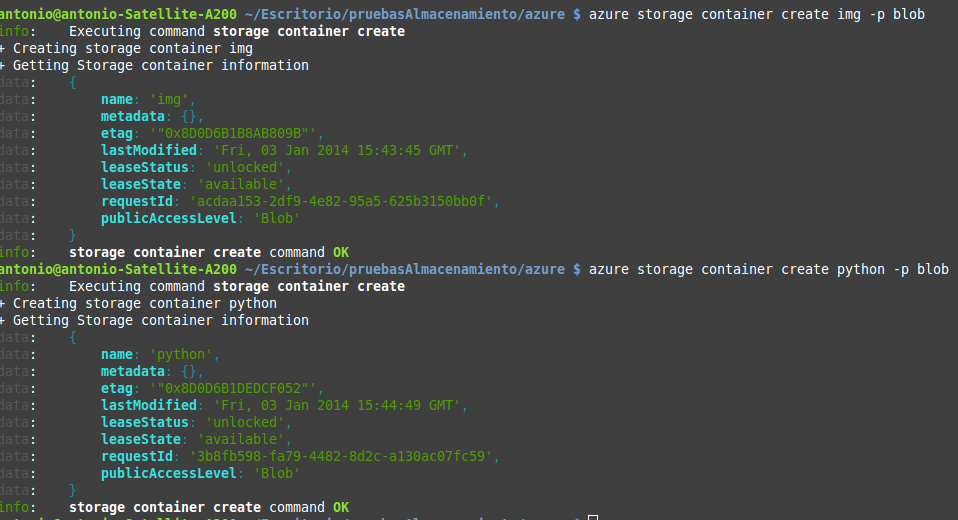 antonio@antonio-Satellite-A200 ~/Escritorio/pruebasAlmacenamiento/azure $ azure storage container create img -p blob
info:    Executing command storage container create
+ Creating storage container img
+ Getting Storage container information
data:    {
data:        name: 'img',
data:        metadata: {},
data:        etag: '"0x8D0D6B1B8AB809B"',
data:        lastModified: 'Fri, 03 Jan 2014 15:43:45 GMT',
data:        leaseStatus: 'unlocked',
data:        leaseState: 'available',
data:        requestId: 'acdaa153-2df9-4e82-95a5-625b3150bb0f',
data:        publicAccessLevel: 'Blob'
data:    }
info:    storage container create command OK
antonio@antonio-Satellite-A200 ~/Escritorio/pruebasAlmacenamiento/azure $ azure storage container create python -p blob
info:    Executing command storage container create
+ Creating storage container python
+ Getting Storage container information
data:    {
data:        name: 'python',
data:        metadata: {},
data:        etag: '"0x8D0D6B1DEDCF052"',
data:        lastModified: 'Fri, 03 Jan 2014 15:44:49 GMT',
data:        leaseStatus: 'unlocked',
data:        leaseState: 'available',
data:        requestId: '3b8fb598-fa79-4482-8d2c-a130ac07fc59',
data:        publicAccessLevel: 'Blob'
data:    }
info:    storage container create command OK